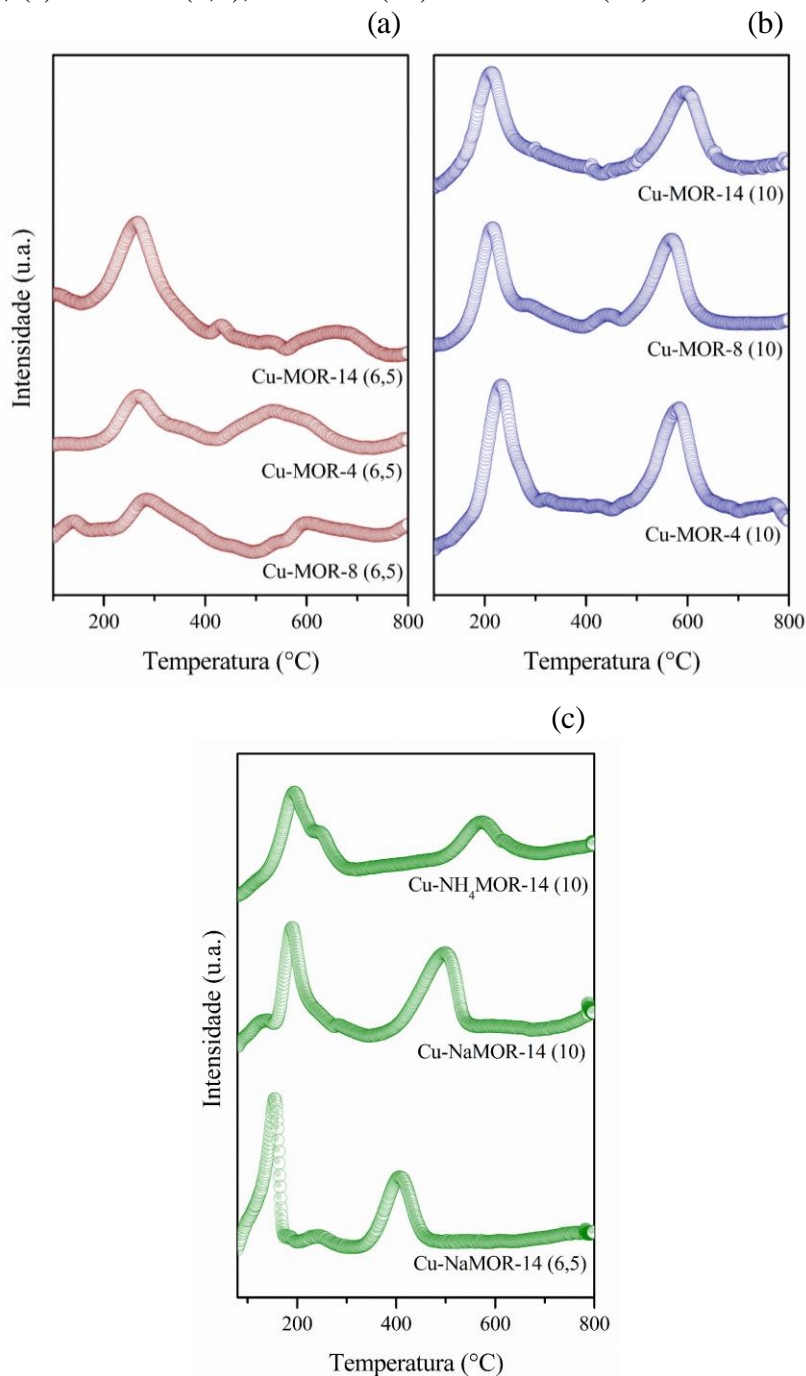 (a)
(b)
Intensidade (u.a.)
Cu-MOR-14 (6,5)
Cu-MOR-4 (6,5)
Cu-MOR-8 (6,5)
200
400
600
800
Temperatura (°C)
Cu-MOR-14 (10)
Cu-MOR-8 (10)
Cu-MOR-4 (10)
200
400
600
800
Temperatura (°C)
(c)
Intensidade (u.a.)
Cu-NH₄MOR-14 (10)
Cu-NaMOR-14 (10)
Cu-NaMOR-14 (6,5)
200
400
600
800
Temperatura (°C)